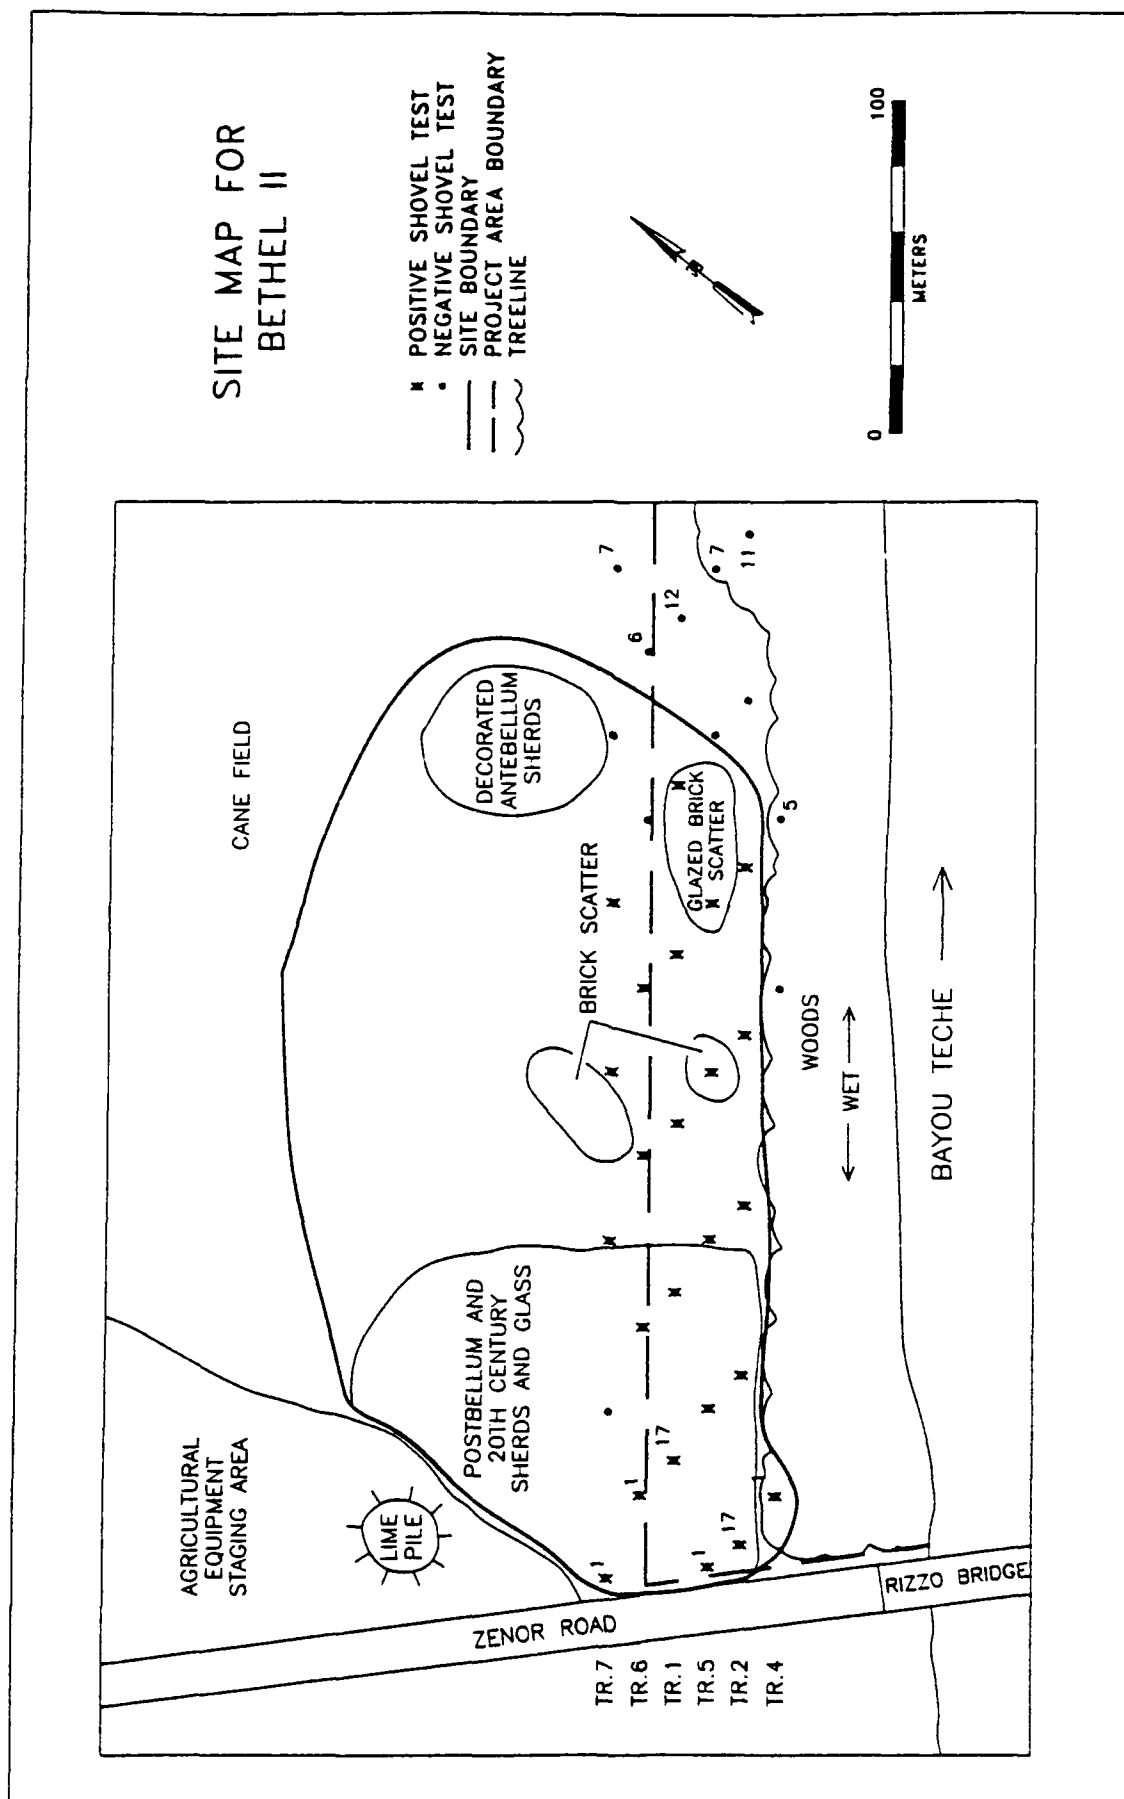 SITE MAP FOR
BETHEL II
POSITIVE SHOVEL TEST
NEGATIVE SHOVEL TEST
SITE BOUNDARY
PROJECT AREA BOUNDARY
TREELINE
N
0
100
METERS
AGRICULTURAL
EQUIPMENT
STAGING AREA
LIME
PILE
CANE FIELD
POSTBELLUM AND
20TH CENTURY
SHERDS AND GLASS
BRICK SCATTER
DECORATED
ANTEBELLUM
SHERDS
GLAZED BRICK
SCATTER
7
6
12
7
11
5
1
1
17
1
17
WOODS
WET
BAYOU TECHE
ZENOR ROAD
RIZZO BRIDGE
TR.7
TR.6
TR.1
TR.5
TR.2
TR.4